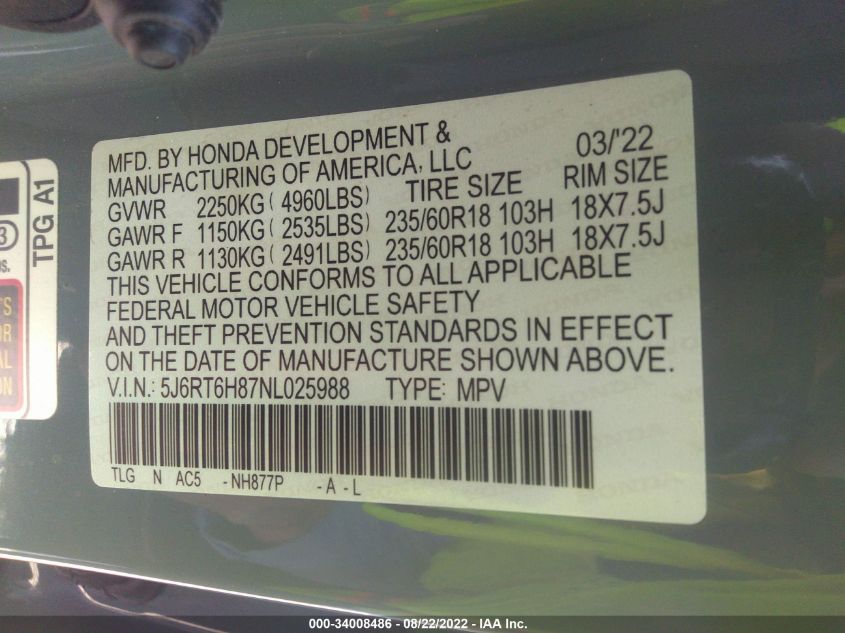 MFD. BY HONDA DEVELOPMENT & 03/'22
MANUFACTURING OF AMERICA, LLC
GVWR 2250KG ( 4960LBS) TIRE SIZE RIM SIZE
GAWR F 1150KG ( 2535LBS) 235/60R18 103H 18X7.5J
GAWR R 1130KG ( 2491LBS) 235/60R18 103H 18X7.5J
THIS VEHICLE CONFORMS TO ALL APPLICABLE
FEDERAL MOTOR VEHICLE SAFETY
AND THEFT PREVENTION STANDARDS IN EFFECT
ON THE DATE OF MANUFACTURE SHOWN ABOVE.
V.I.N.: 5J6RT6H87NL025988 TYPE: MPV
TLG N AC5 -NH877P -A -L
TPG A1
000-34008486 - 08/22/2022 - IAA Inc.